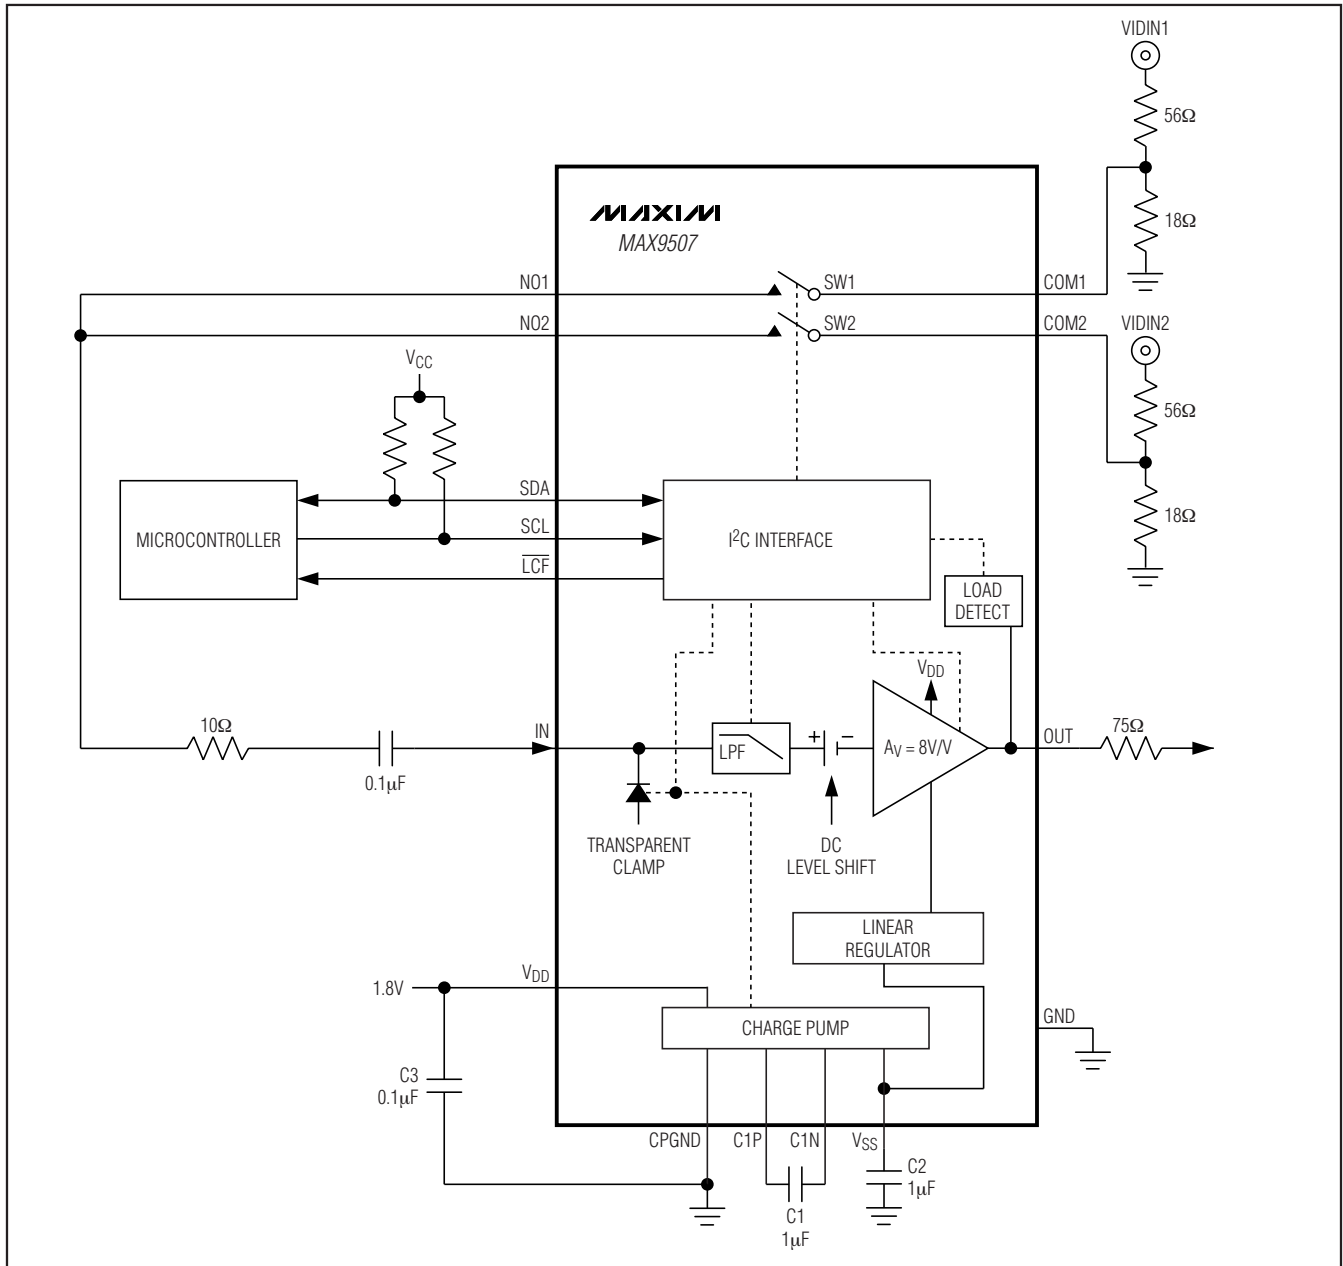 VIDIN1
56Ω
18Ω
MAXIM
MAX9507
NO1
SW1
COM1
NO2
SW2
COM2
VIDIN2
VCC
56Ω
18Ω
SDA
SCL
LCF
MICROCONTROLLER
I2C INTERFACE
LOAD
DETECT
VDD
10Ω
0.1µF
IN
LPF
+
−
AV = 8V/V
OUT
75Ω
TRANSPARENT
CLAMP
DC
LEVEL SHIFT
LINEAR
REGULATOR
1.8V
VDD
CHARGE PUMP
GND
C3
0.1µF
CPGND
C1P
C1N
VSS
C2
1µF
C1
1µF